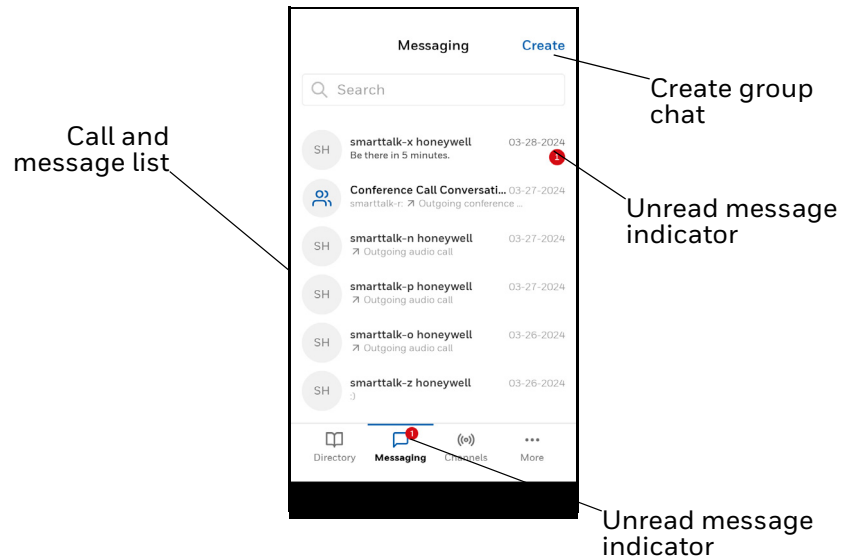 Messaging
Create
Search
Create group
chat
Call and
message list
SH
smarttalk-x honeywell
03-28-2024
Be there in 5 minutes.
1
Conference Call Conversati...
03-27-2024
smarttalk-r: ↗ Outgoing conference ...
Unread message
indicator
SH
smarttalk-n honeywell
03-27-2024
↗ Outgoing audio call
SH
smarttalk-p honeywell
03-27-2024
↗ Outgoing audio call
SH
smarttalk-o honeywell
03-26-2024
↗ Outgoing audio call
SH
smarttalk-z honeywell
03-26-2024
:)
1
Directory
Messaging
Channels
More
Unread message
indicator